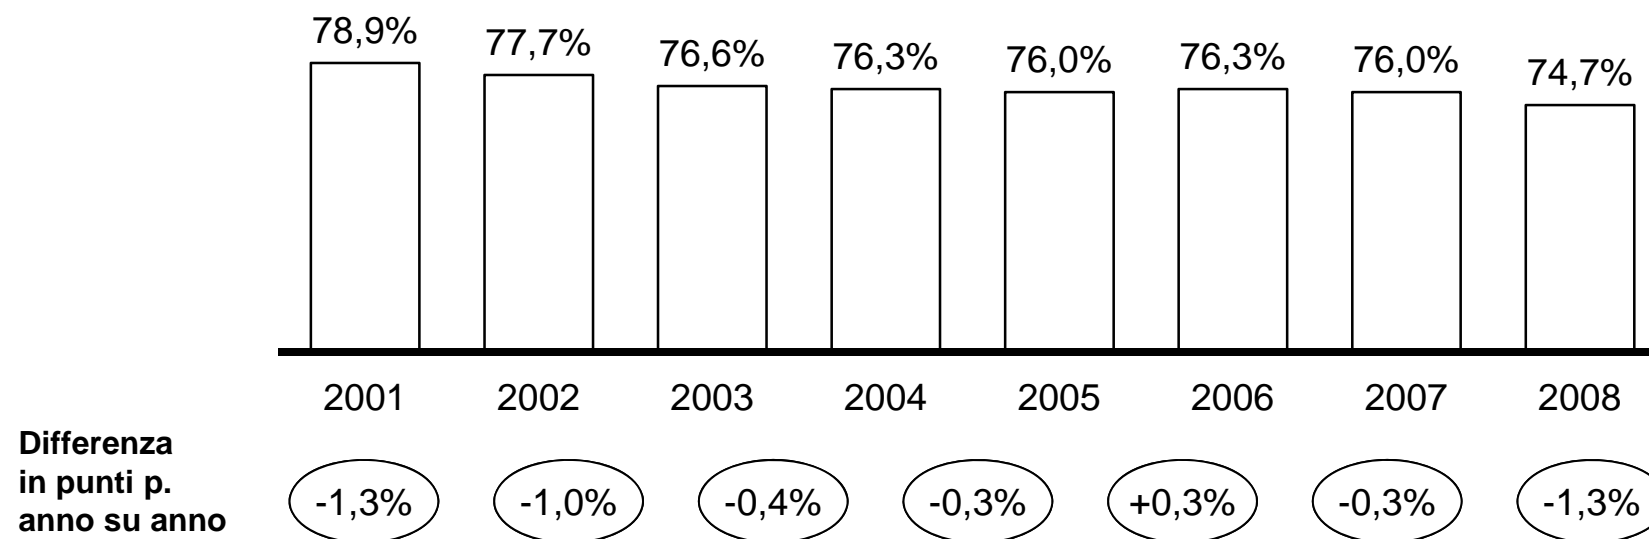 78,9% 77,7% 76,6% 76,3% 76,0% 76,3% 76,0% 74,7%
2001 2002 2003 2004 2005 2006 2007 2008
Differenza
in punti p.
anno su anno
-1,3% -1,0% -0,4% -0,3% +0,3% -0,3% -1,3%